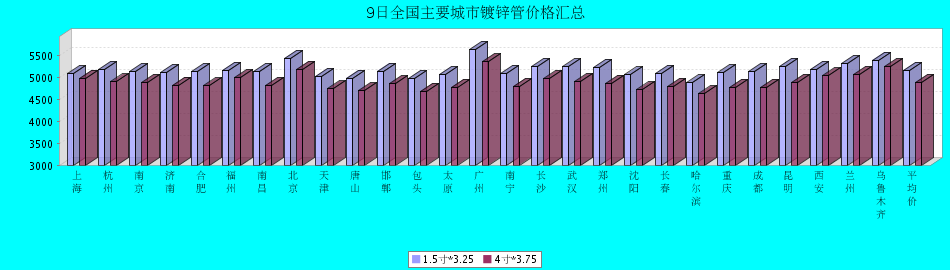 9日全国主要城市镀锌管价格汇总
5500
5000
4500
4000
3500
3000
上海 杭州 南京 济南 合肥 福州 南昌 北京 天津 唐山 邯郸 包头 太原 广州 南宁 长沙 武汉 郑州 沈阳 长春 哈尔滨 重庆 成都 昆明 西安 兰州 乌鲁木齐 平均价
1.5寸*3.25 4寸*3.75